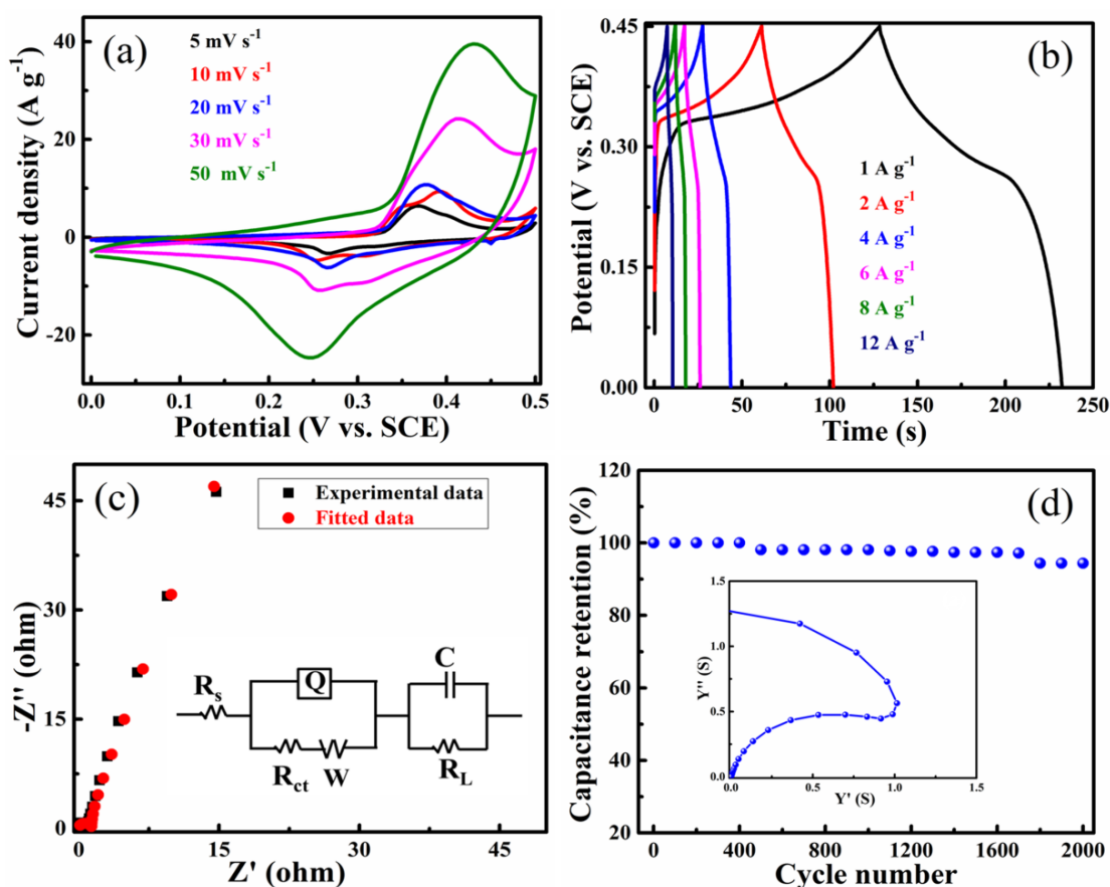 (a)
5 mV s⁻¹
10 mV s⁻¹
20 mV s⁻¹
30 mV s⁻¹
50 mV s⁻¹
Current density (A g⁻¹)
40
20
0
-20
0.0 0.1 0.2 0.3 0.4 0.5
Potential (V vs. SCE)
(b)
1 A g⁻¹
2 A g⁻¹
4 A g⁻¹
6 A g⁻¹
8 A g⁻¹
12 A g⁻¹
Potential (V vs. SCE)
0.45
0.30
0.15
0.00
0 50 100 150 200 250
Time (s)
(c)
Experimental data
Fitted data
-Z'' (ohm)
45
30
15
0
Rs
Q
Rct
W
C
RL
0 15 30 45
Z' (ohm)
(d)
Capacitance retention (%)
120
100
80
60
40
20
1.5
1.0
0.5
0.0
Y'' (S)
0.0 0.5 1.0 1.5
Y' (S)
0 400 800 1200 1600 2000
Cycle number